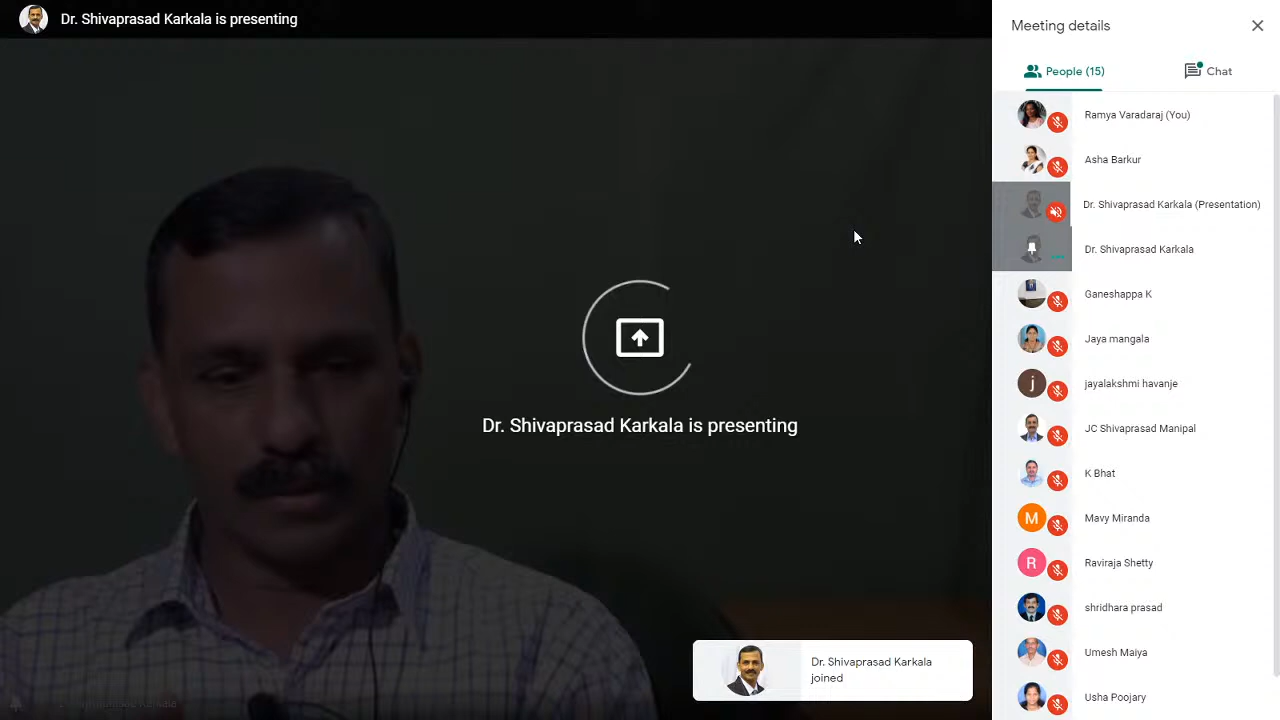 Dr. Shivaprasad Karkala is presenting
Dr. Shivaprasad Karkala is presenting
Dr. Shivaprasad Karkala
joined
Meeting details
People (15)
Chat
Ramya Varadaraj (You)
Asha Barkur
Dr. Shivaprasad Karkala (Presentation)
Dr. Shivaprasad Karkala
Ganeshappa K
Jaya mangala
j
jayalakshmi havanje
JC Shivaprasad Manipal
K Bhat
M
Mavy Miranda
R
Raviraja Shetty
shridhara prasad
Umesh Maiya
Usha Poojary